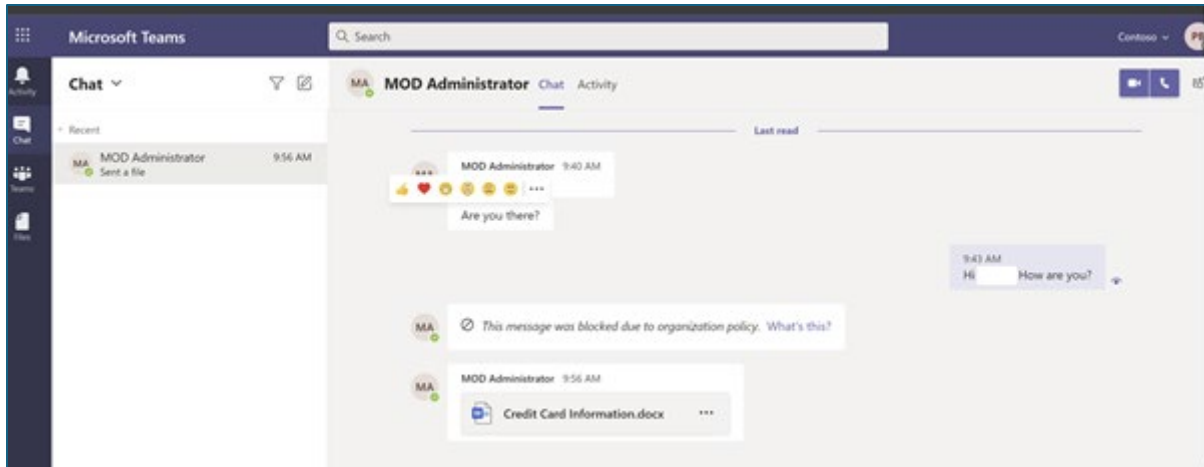 Microsoft Teams
Search
Contoso
Activity
Chat
MA MOD Administrator Chat Activity
Last read
Recent
Chat
MA MOD Administrator 9:56 AM
Sent a file
Teams
Files
MOD Administrator 9:40 AM
Are you there?
9:43 AM
Hi How are you?
MA This message was blocked due to organization policy. What's this?
MOD Administrator 9:56 AM
MA
Credit Card Information.docx